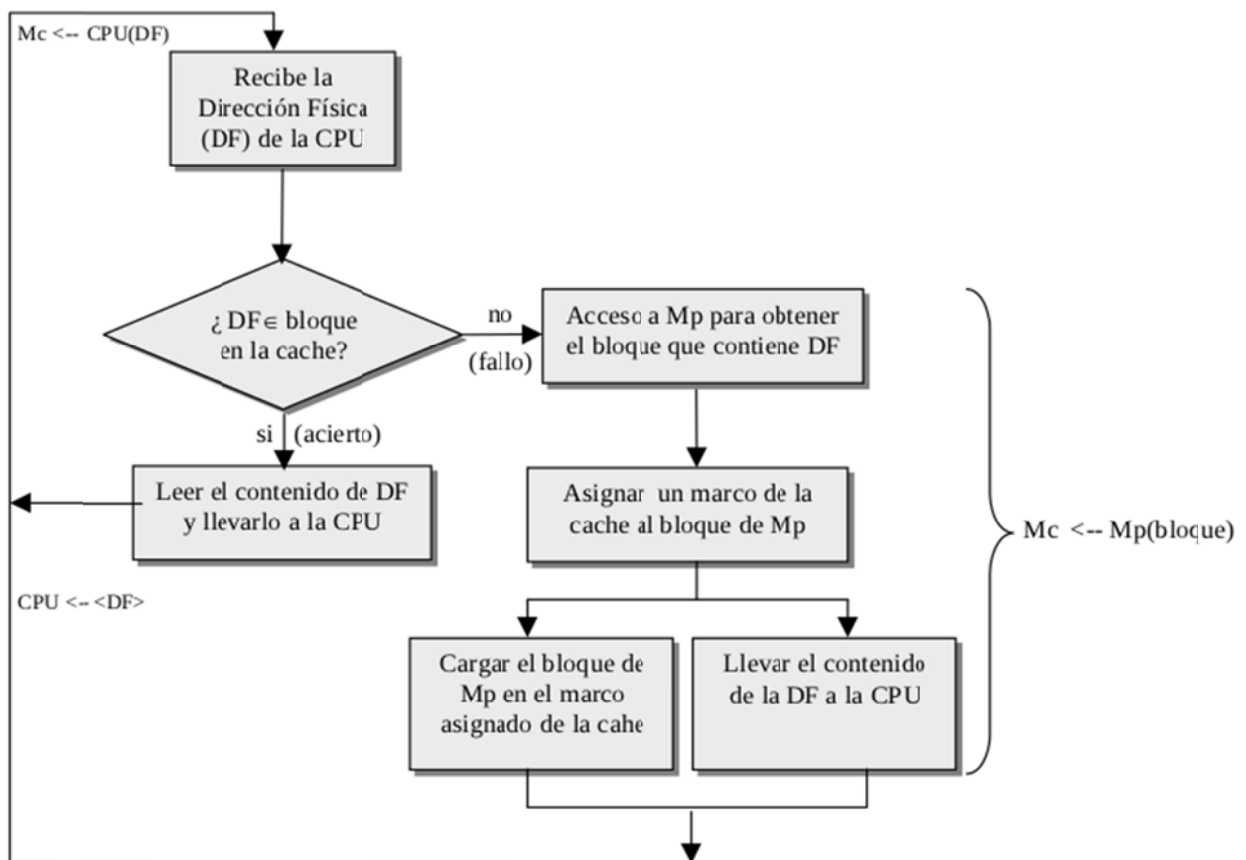 Mc <-- CPU(DF)
Recibe la
Dirección Física
(DF) de la CPU
¿ DF∈ bloque
en la cache?
no
(fallo)
Acceso a Mp para obtener
el bloque que contiene DF
si (acierto)
Leer el contenido de DF
y llevarlo a la CPU
Asignar un marco de la
cache al bloque de Mp
Mc <-- Mp(bloque)
CPU <-- <DF>
Cargar el bloque de
Mp en el marco
asignado de la cahe
Llevar el contenido
de la DF a la CPU